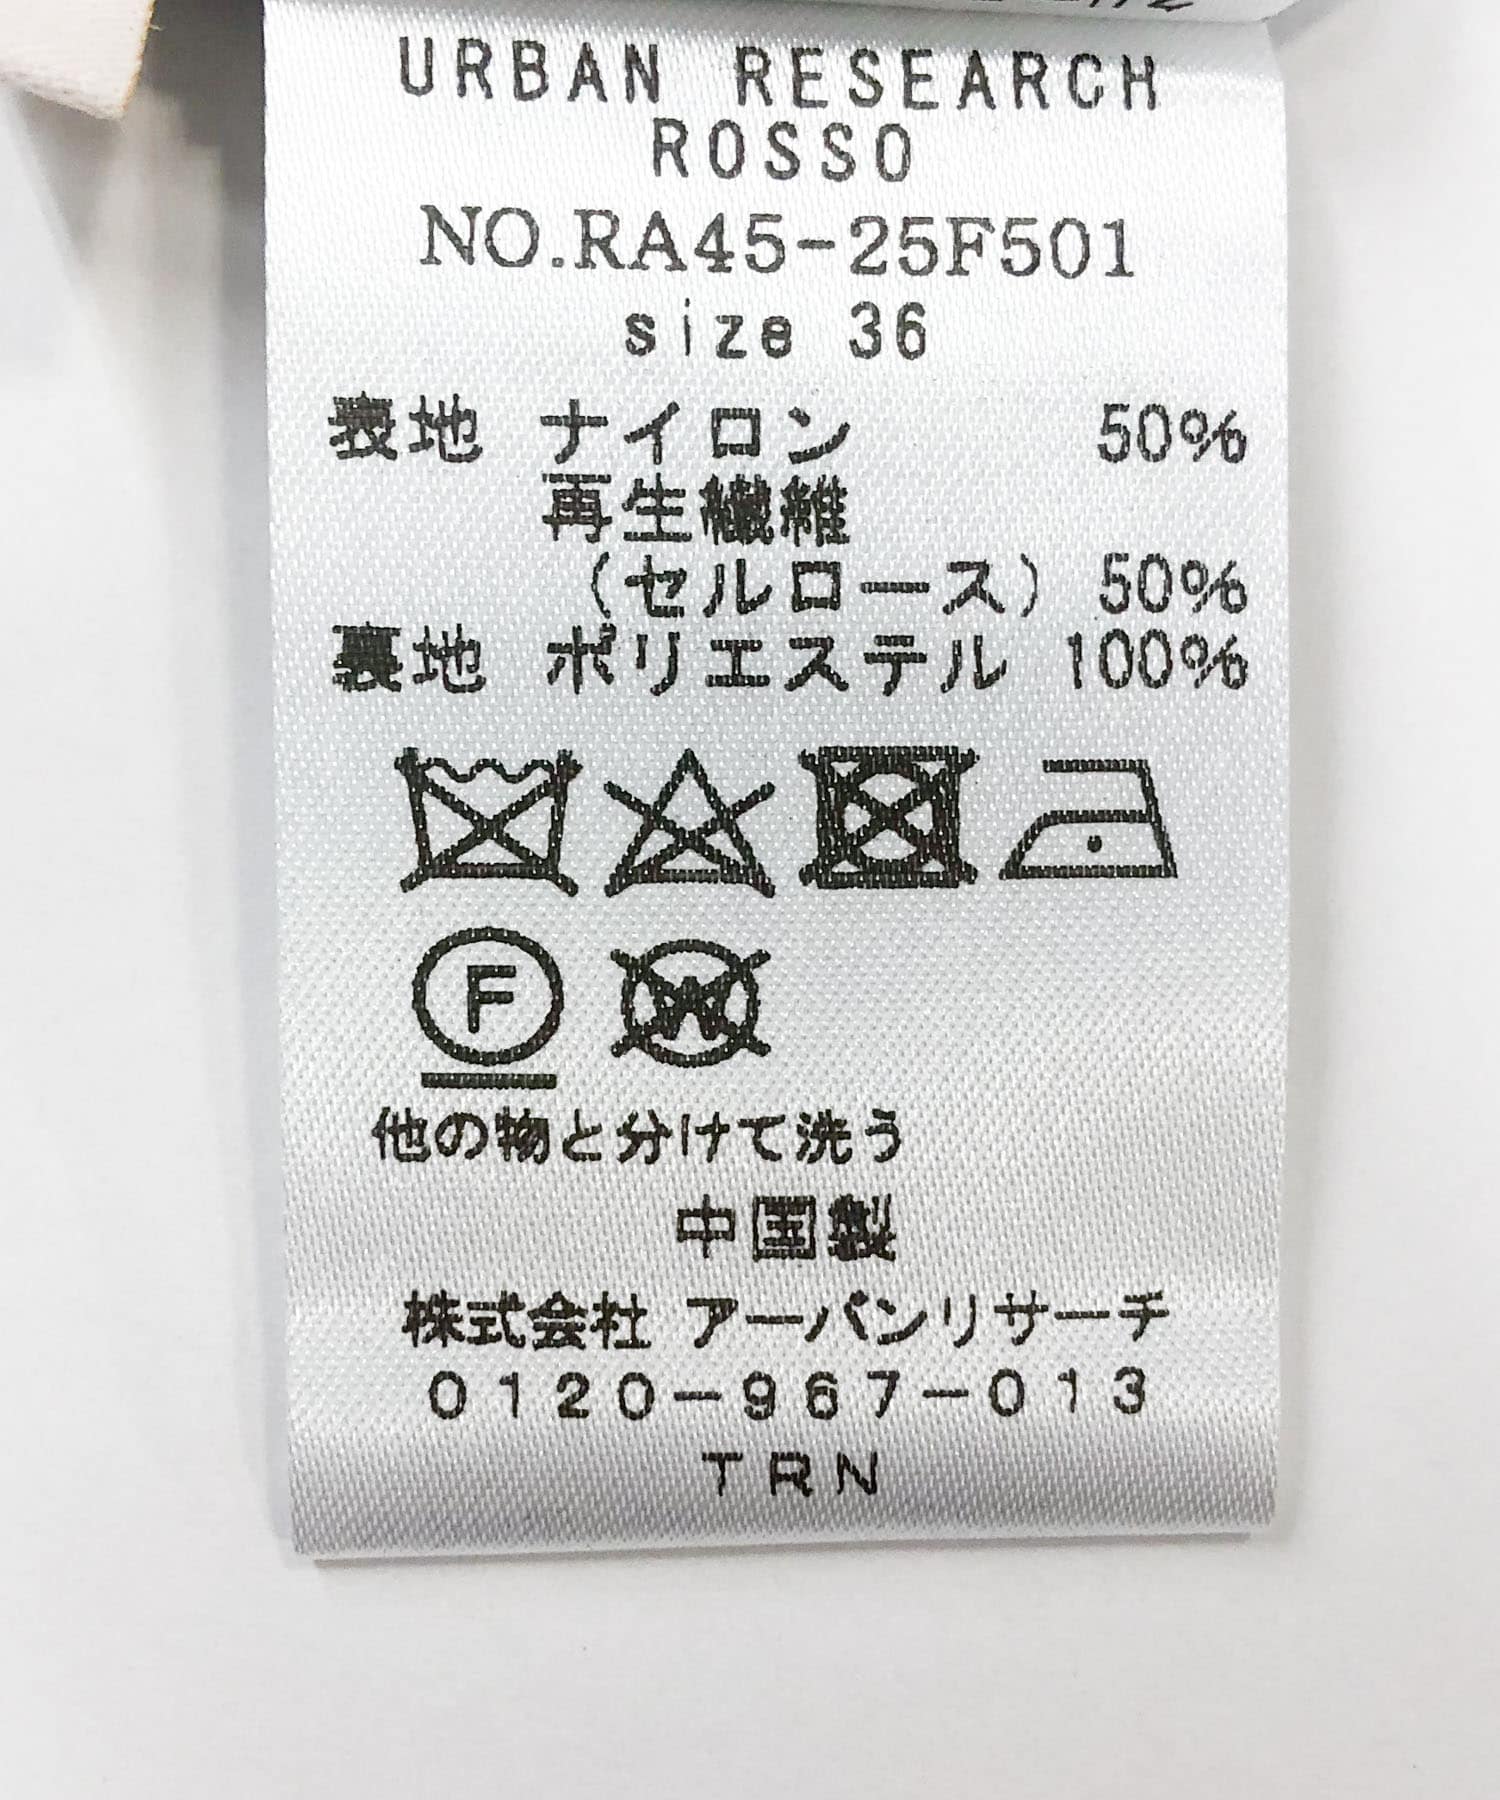 URBAN RESEARCH
ROSSO
NO.RA45-25F501
size 36
表地 ナイロン 50%
再生繊維
(セルロース) 50%
裏地 ポリエステル 100%
F
W
他の物と分けて洗う
中国製
株式会社 アーバンリサーチ
0120-967-013
TRN